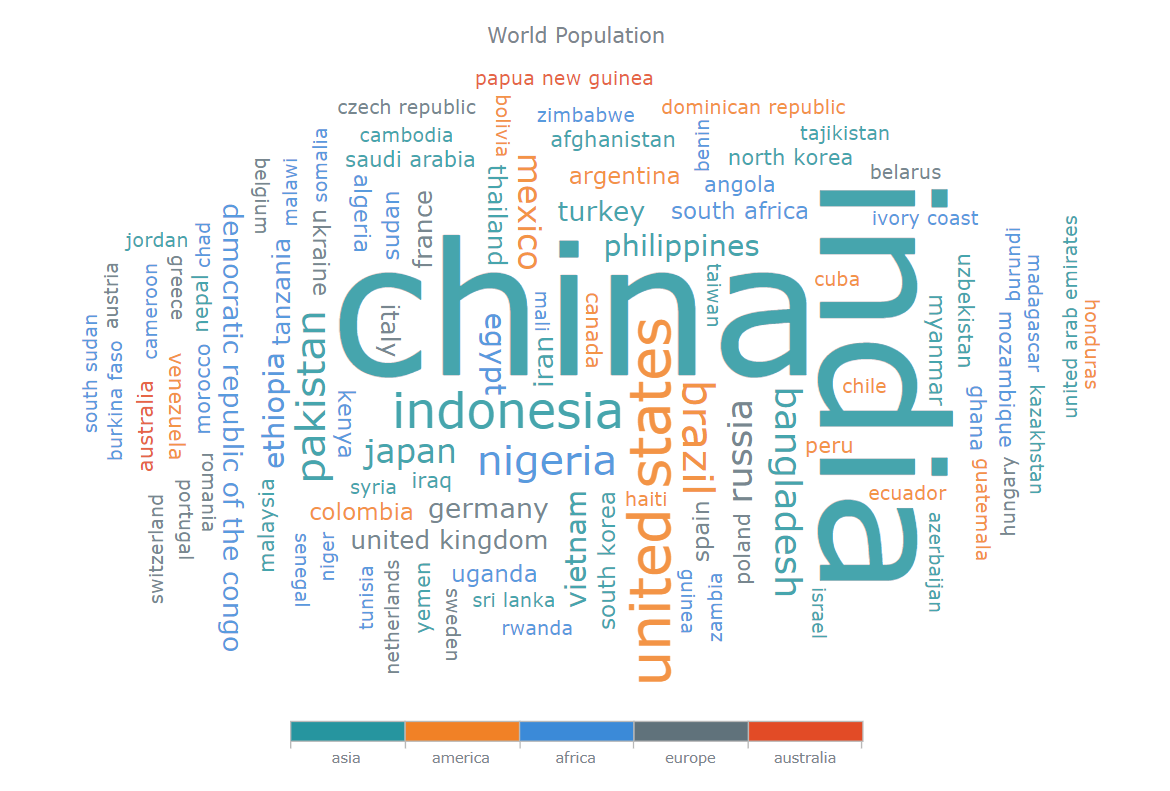 World Population
papua new guinea
czech republic
bolivia
zimbabwe
dominican republic
cambodia
afghanistan
benin
tajikistan
saudi arabia
north korea
somalia
malawi
belgium
thailand
mexico
argentina
angola
belarus
algeria
sudan
france
turkey
south africa
india
ivory coast
democratic republic of the congo
ukraine
jordan
chad
tanzania
philippines
china
greece
nepal
austria
cameroon
taiwan
cuba
uzbekistan
burundi
madagascar
united arab emirates
south sudan
burkina faso
australia
venezuela
morocco
ethiopia
pakistan
italy
egypt
mali
iran
canada
united states
myanmar
mozambique
honduras
kenya
indonesia
brazil
russia
bangladesh
chile
ghana
kazakhstan
japan
nigeria
peru
romania
portugal
switzerland
malaysia
syria
iraq
haiti
ecuador
guatemala
hungary
colombia
germany
vietnam
south korea
spain
poland
azerbaijan
senegal
niger
united kingdom
tunisia
netherlands
yemen
sweden
uganda
sri lanka
rwanda
guinea
zambia
israel
asia
america
africa
europe
australia